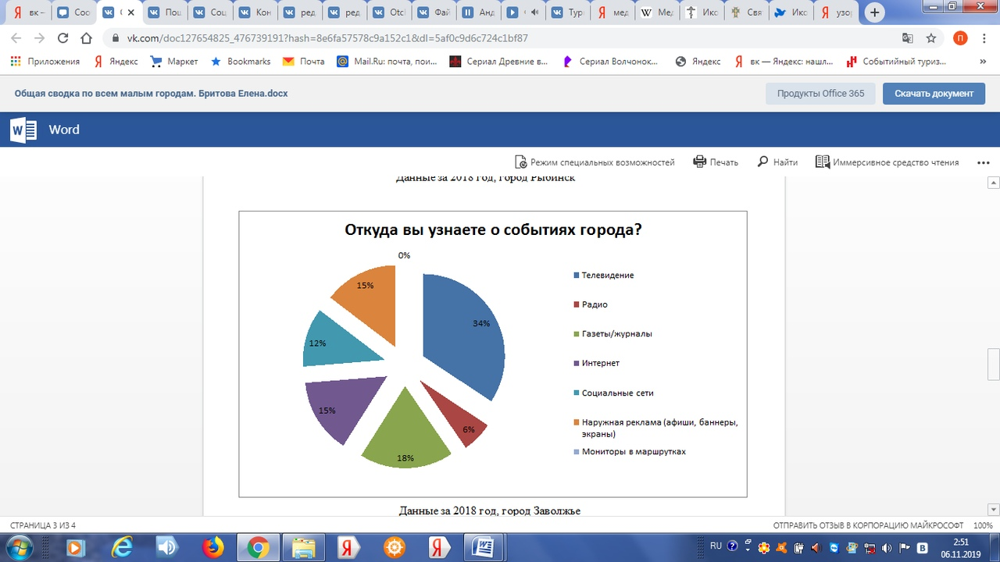 вк –
Соо
С
Пош
Соц
Кон
ред
ред
Otc
Фай
Анд
Тур
мед
Мед
Ико
Свя
Ико
узор
vk.com/doc127654825_476739191?hash=8e6fa57578c9a152c1&dl=5af0c9d6c724c1bf87
П
Приложения
Яндекс
Маркет
Bookmarks
Почта
Mail.Ru: почта, пои...
Сериал Древние в...
Сериал Волчонок...
Яндекс
вк — Яндекс: нашл...
Событийный туриз...
»
Общая сводка по всем малым городам. Бритова Елена.docx
Продукты Office 365
Скачать документ
Word
Режим специальных возможностей
Печать
Найти
Иммерсивное средство чтения
Данные за 2018 год, город Рыбинск
Откуда вы узнаете о событиях города?
0%
15%
34%
12%
15%
6%
18%
Телевидение
Радио
Газеты/журналы
Интернет
Социальные сети
Наружная реклама (афиши, баннеры,
экраны)
Мониторы в маршрутках
Данные за 2018 год, город Заволжье
СТРАНИЦА 3 ИЗ 4
ОТПРАВИТЬ ОТЗЫВ В КОРПОРАЦИЮ МАЙКРОСОФТ
100%
RU
2:51
06.11.2019